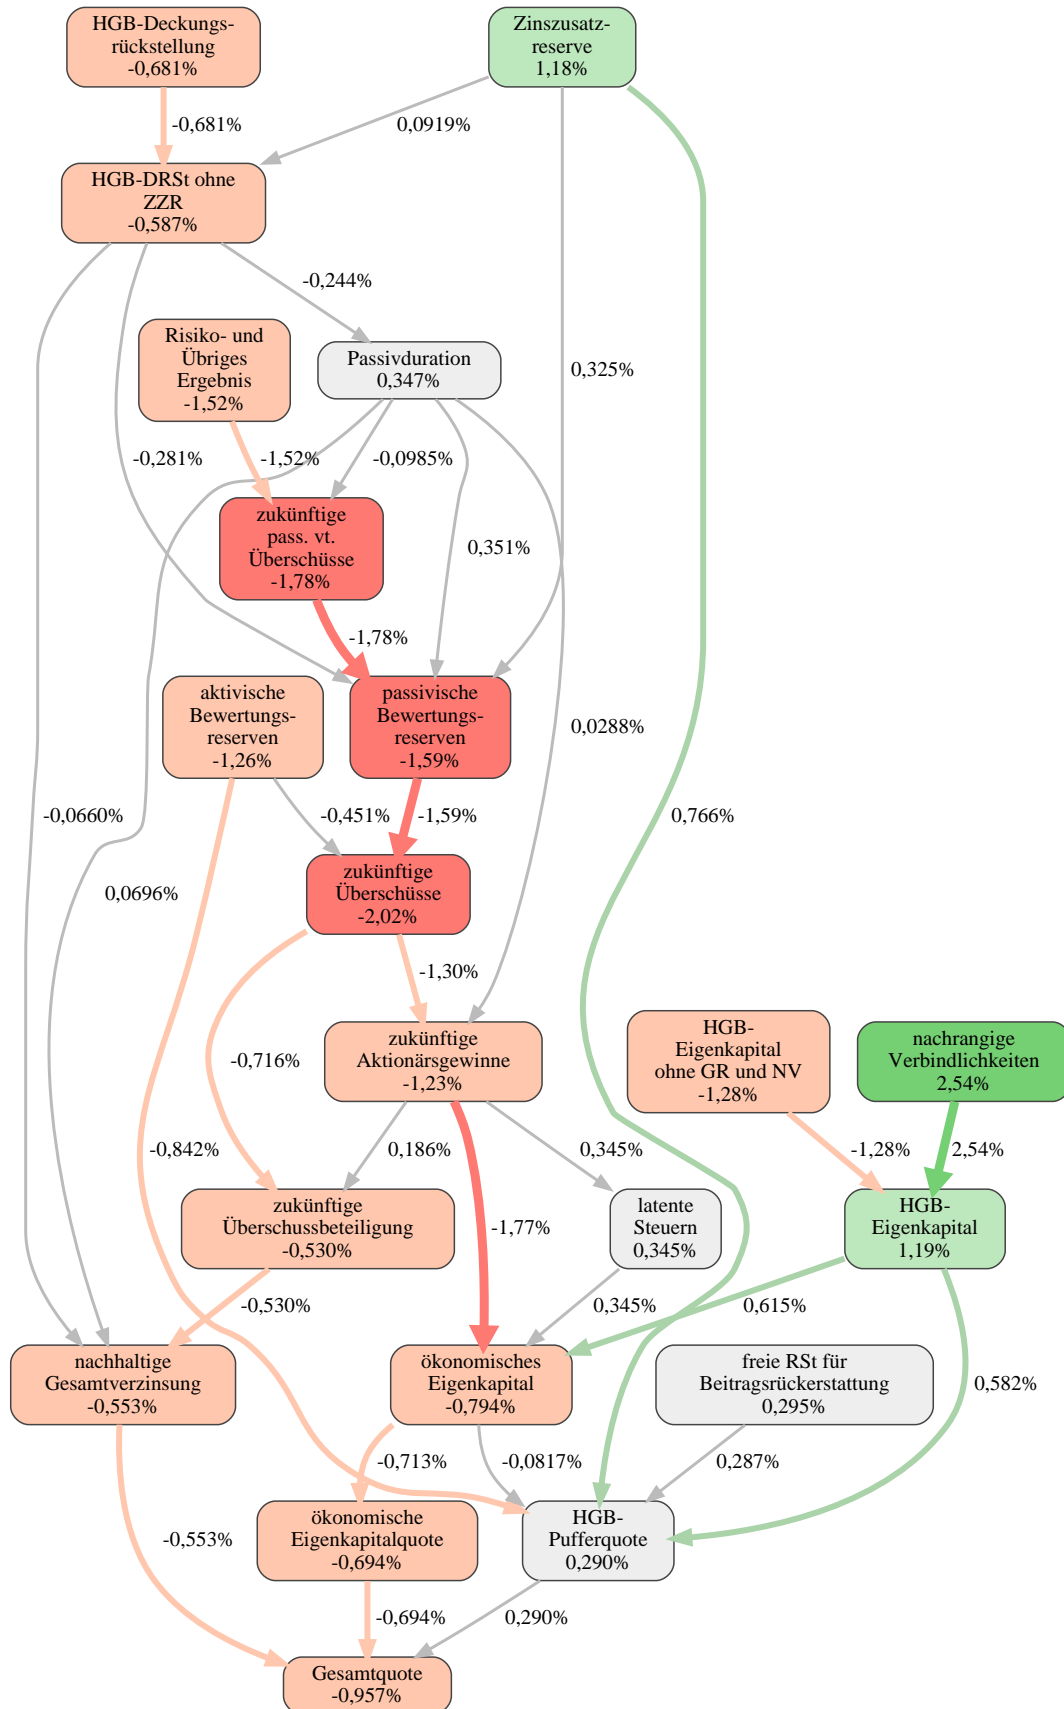 HGB-Deckungs-
rückstellung
-0,681%
Zinszusatz-
reserve
1,18%
-0,681%
0,0919%
HGB-DRSt ohne
ZZR
-0,587%
-0,244%
Risiko- und
Übriges
Ergebnis
-1,52%
Passivduration
0,347%
0,325%
-0,281%
-1,52%
-0,0985%
0,351%
zukünftige
pass. vt.
Überschüsse
-1,78%
-1,78%
aktivische
Bewertungs-
reserven
-1,26%
passivische
Bewertungs-
reserven
-1,59%
0,0288%
-0,0660%
-0,451%
-1,59%
0,766%
0,0696%
zukünftige
Überschüsse
-2,02%
-1,30%
-0,716%
zukünftige
Aktionärsgewinne
-1,23%
HGB-
Eigenkapital
ohne GR und NV
-1,28%
nachrangige
Verbindlichkeiten
2,54%
-0,842%
0,186%
0,345%
-1,28%
2,54%
zukünftige
Überschussbeteiligung
-0,530%
-1,77%
latente
Steuern
0,345%
HGB-
Eigenkapital
1,19%
-0,530%
0,345%
0,615%
nachhaltige
Gesamtverzinsung
-0,553%
ökonomisches
Eigenkapital
-0,794%
freie RSt für
Beitragsrückerstattung
0,295%
0,582%
-0,713%
-0,0817%
0,287%
-0,553%
ökonomische
Eigenkapitalquote
-0,694%
HGB-
Pufferquote
0,290%
-0,694%
0,290%
Gesamtquote
-0,957%